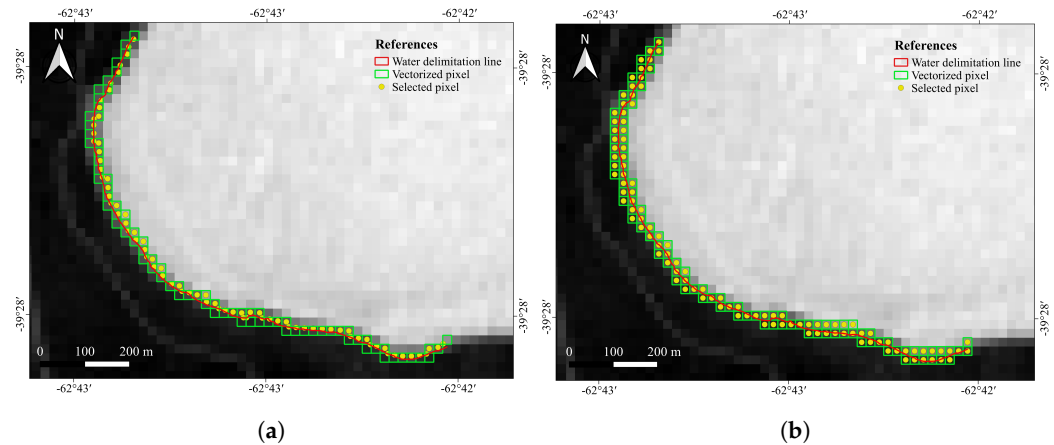 -62°43′ -62°43′ -62°42′
N
References
Water delimitation line
Vectorized pixel
Selected pixel
-39°28′ -39°28′
-39°28′ -39°28′
0 100 200 m
-62°43′ -62°43′ -62°42′
(a)
-62°43′ -62°43′ -62°42′
N
References
Water delimitation line
Vectorized pixel
Selected pixel
-39°28′ -39°28′
-39°28′ -39°28′
0 100 200 m
-62°43′ -62°43′ -62°42′
(b)